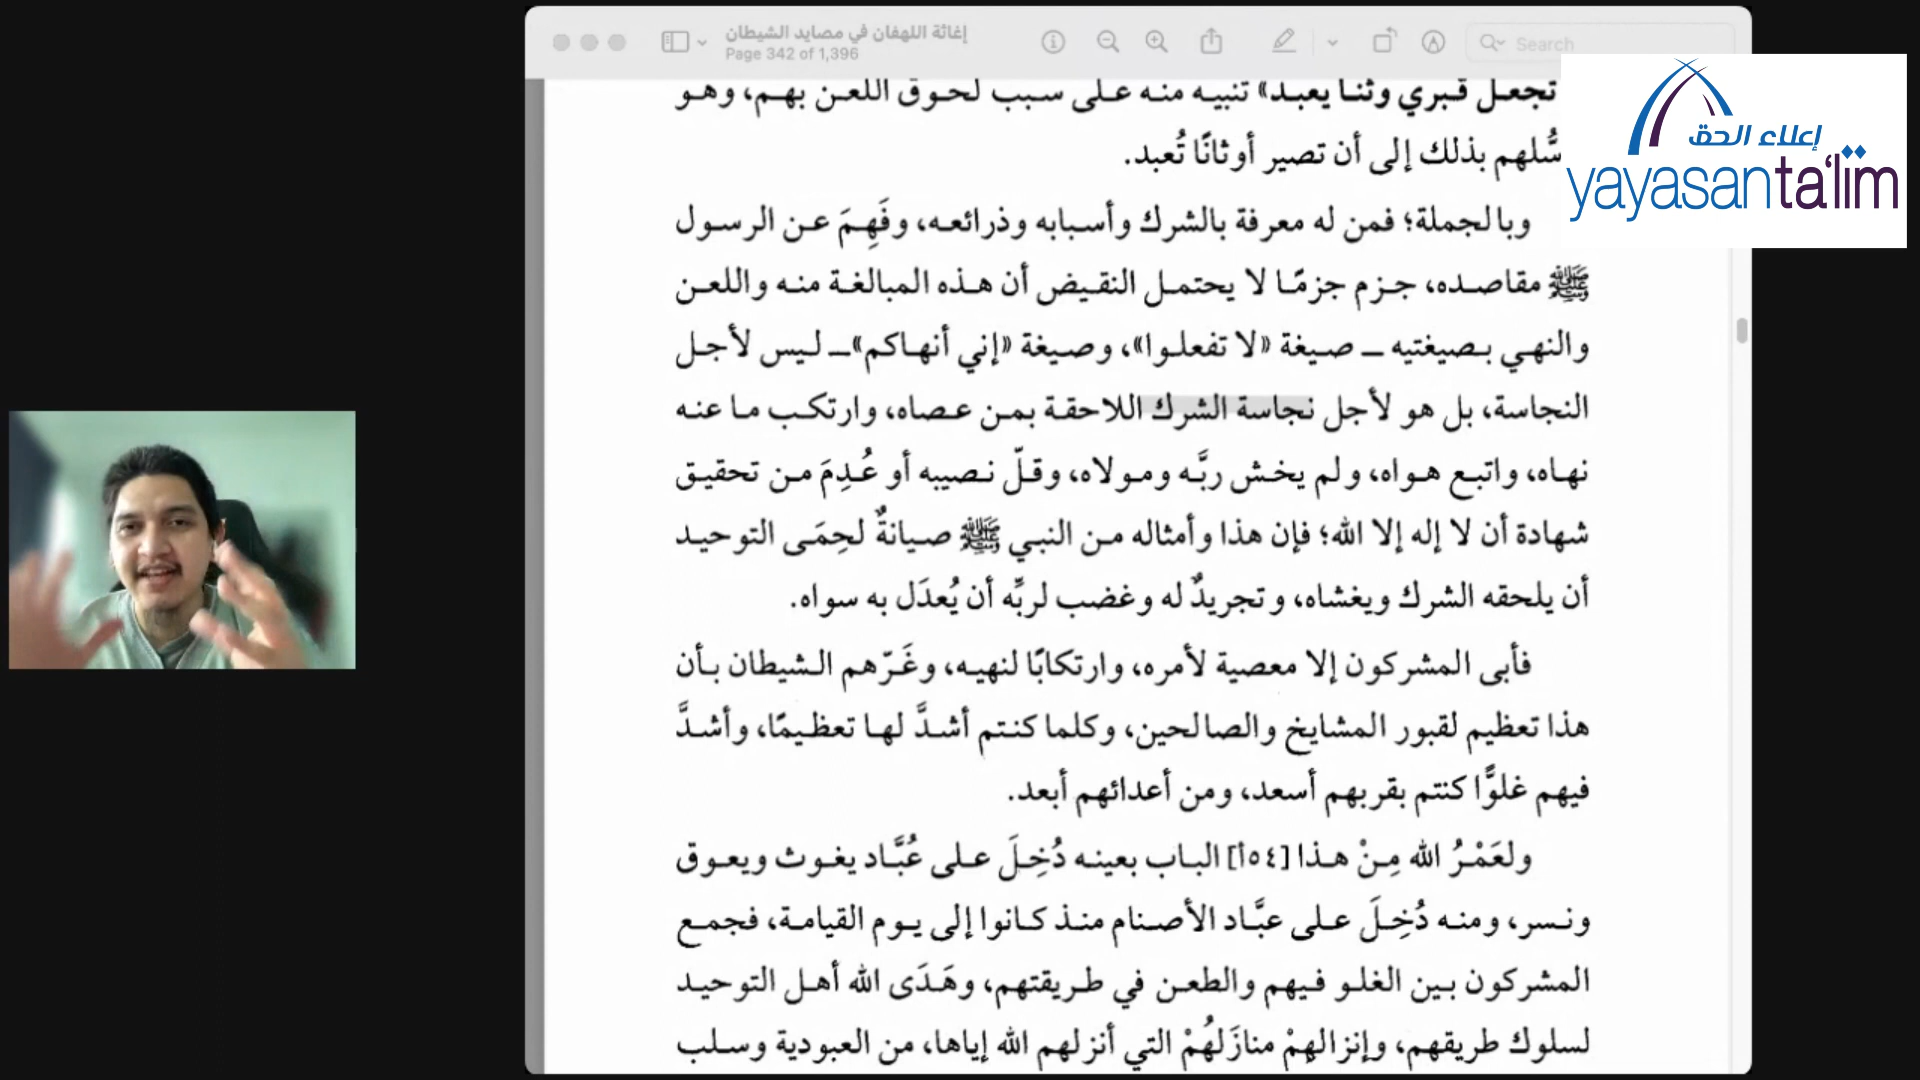 إغاثة اللهفان في مصايد الشيطان
Page 342 of 1,396
Search
إعلاء الحق
yayasanta'lim
تجعل قبري وثنا يعبد» تنبيه منه على سبب لحوق اللعن بهم، وهو
بذلك إلى أن تصير أوثانًا تُعبد.
وبالجملة؛ فمن له معرفة بالشرك وأسبابه وذرائعه، وفَهِمَ عن الرسول
ﷺ مقاصده، جزم جزمًا لا يحتمل النقيض أن هذه المبالغة منه واللعن
والنهي بصيغتيه ــ صيغة «لا تفعلوا»، وصيغة «إني أنهاكم»ــ ليس لأجل
النجاسة، بل هو لأجل نجاسة الشرك اللاحقة بمن عصاه، وارتكب ما عنه
نهاه، واتبع هواه، ولم يخش ربَّه ومولاه، وقلّ نصيبه أو عُدِمَ من تحقيق
شهادة أن لا إله إلا الله؛ فإن هذا وأمثاله من النبي ﷺ صيانةٌ لحِمَى التوحيد
أن يلحقه الشرك ويغشاه، وتجريدٌ له وغضب لربِّه أن يُعدَل به سواه.
فأبى المشركون إلا معصية لأمره، وارتكابًا لنهيه، وغَرّهم الشيطان بأن
هذا تعظيم لقبور المشايخ والصالحين، وكلما كنتم أشدَّ لها تعظيمًا، وأشدَّ
فيهم غلوًّا كنتم بقربهم أسعد، ومن أعدائهم أبعد.
ولعَمْرُ الله مِنْ هذا [٥٤أ] الباب بعينه دُخِلَ على عُبَّاد يغوث ويعوق
ونسر، ومنه دُخِلَ على عبَّاد الأصنام منذ كانوا إلى يوم القيامة، فجمع
المشركون بين الغلو فيهم والطعن في طريقتهم، وهَدَى الله أهل التوحيد
لسلوك طريقهم، وإنزالهِمْ منازَلهُمْ التي أنزلهم الله إياها، من العبودية وسلب